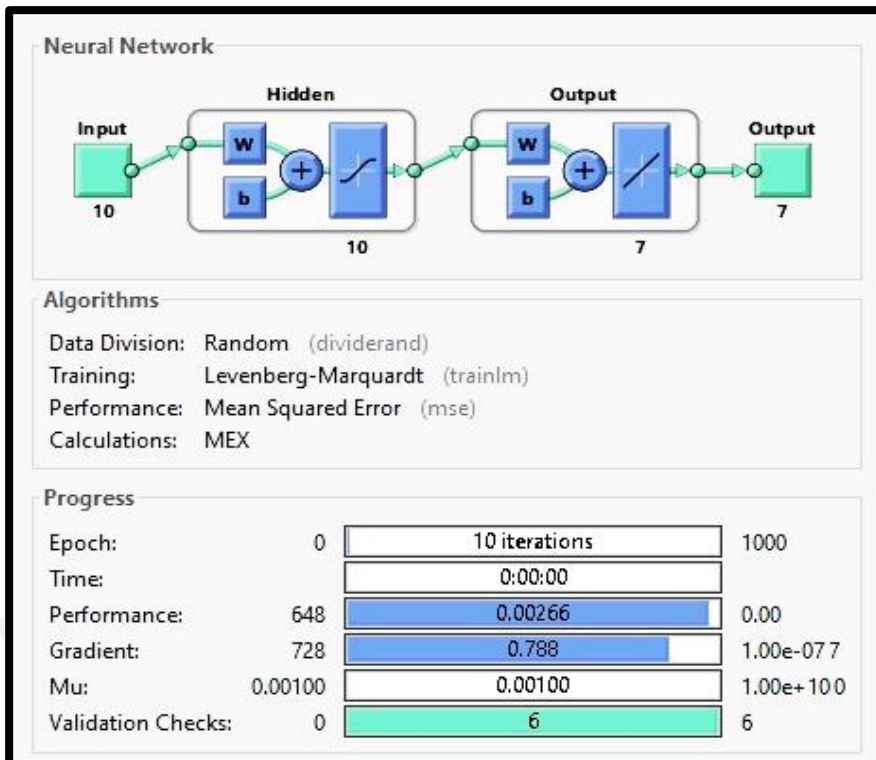 Neural Network
Hidden
Output
Input
Output
W
b
+
W
b
+
10
10
7
7
Algorithms
Data Division: Random (dividerand)
Training: Levenberg-Marquardt (trainlm)
Performance: Mean Squared Error (mse)
Calculations: MEX
Progress
Epoch: 0 10 iterations 1000
Time: 0:00:00
Performance: 648 0.00266 0.00
Gradient: 728 0.788 1.00e-077
Mu: 0.00100 0.00100 1.00e+100
Validation Checks: 0 6 6